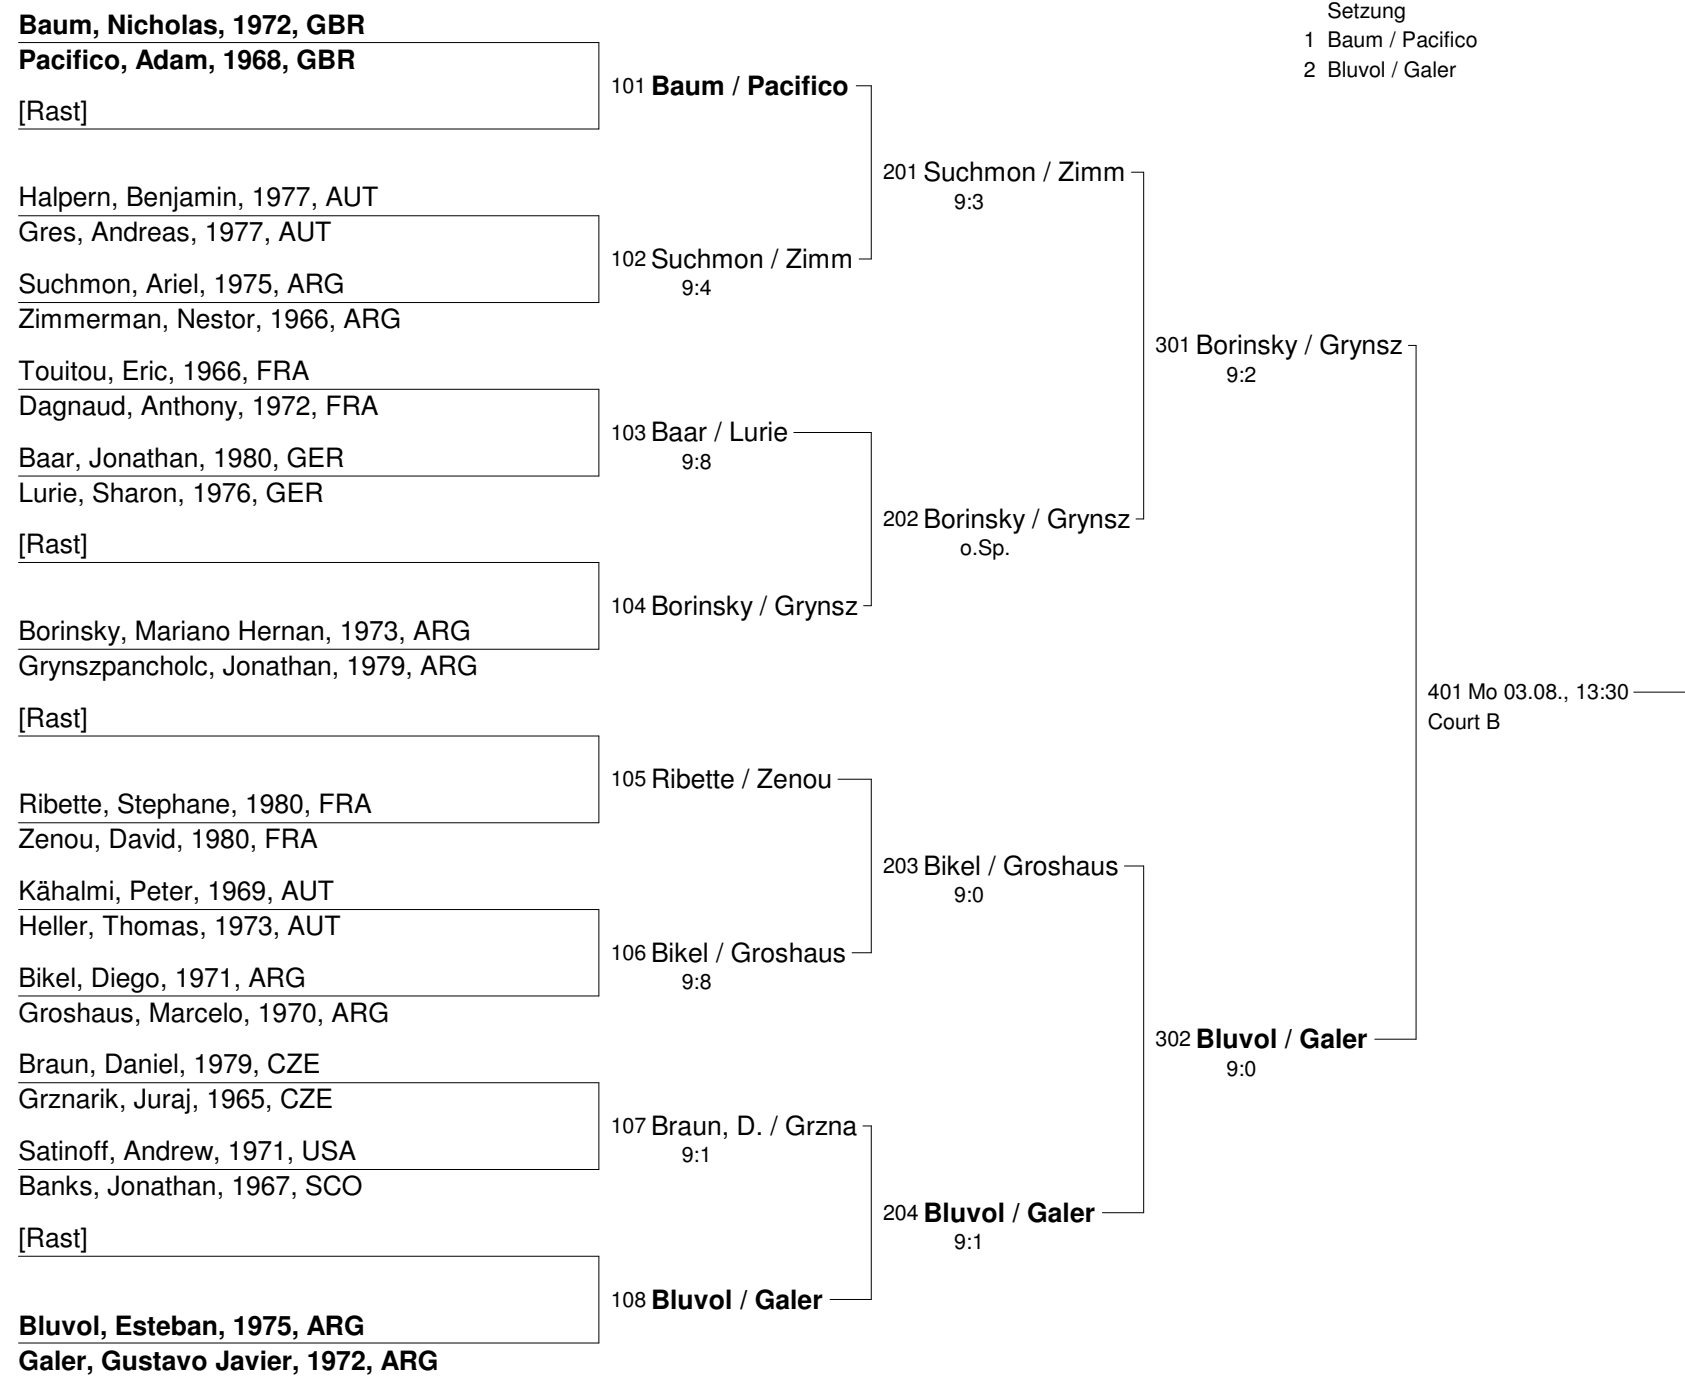 Baum, Nicholas, 1972, GBR
Pacifico, Adam, 1968, GBR
[Rast]
Halpern, Benjamin, 1977, AUT
Gres, Andreas, 1977, AUT
Suchmon, Ariel, 1975, ARG
Zimmerman, Nestor, 1966, ARG
Touitou, Eric, 1966, FRA
Dagnaud, Anthony, 1972, FRA
Baar, Jonathan, 1980, GER
Lurie, Sharon, 1976, GER
[Rast]
Borinsky, Mariano Hernan, 1973, ARG
Grynszpancholc, Jonathan, 1979, ARG
[Rast]
Ribette, Stephane, 1980, FRA
Zenou, David, 1980, FRA
Kähalmi, Peter, 1969, AUT
Heller, Thomas, 1973, AUT
Bikel, Diego, 1971, ARG
Groshaus, Marcelo, 1970, ARG
Braun, Daniel, 1979, CZE
Grznarik, Juraj, 1965, CZE
Satinoff, Andrew, 1971, USA
Banks, Jonathan, 1967, SCO
[Rast]
Bluvol, Esteban, 1975, ARG
Galer, Gustavo Javier, 1972, ARG
101 Baum / Pacifico
102 Suchmon / Zimm
9:4
103 Baar / Lurie
9:8
104 Borinsky / Grynsz
105 Ribette / Zenou
106 Bikel / Groshaus
9:8
107 Braun, D. / Grzna
9:1
108 Bluvol / Galer
201 Suchmon / Zimm
9:3
202 Borinsky / Grynsz
o.Sp.
203 Bikel / Groshaus
9:0
204 Bluvol / Galer
9:1
301 Borinsky / Grynsz
9:2
302 Bluvol / Galer
9:0
401 Mo 03.08., 13:30
Court B
Setzung
1 Baum / Pacifico
2 Bluvol / Galer